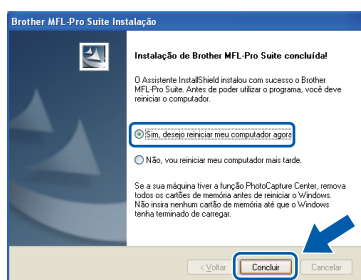 Brother MFL-Pro Suite Instalação
Instalação de Brother MFL-Pro Suite concluída!
O Assistente InstallShield instalou com sucesso o Brother
MFL-Pro Suite. Antes de poder utilizar o programa, você deve
reiniciar o computador.
Sim, desejo reiniciar meu computador agora
Não, vou reiniciar meu computador mais tarde.
Se a sua máquina tiver a função PhotoCapture Center, remova
todos os cartões de memória antes de reiniciar o Windows.
Não insira nenhum cartão de memória até que o Windows
tenha terminado de carregar.
< Voltar Concluir Cancelar